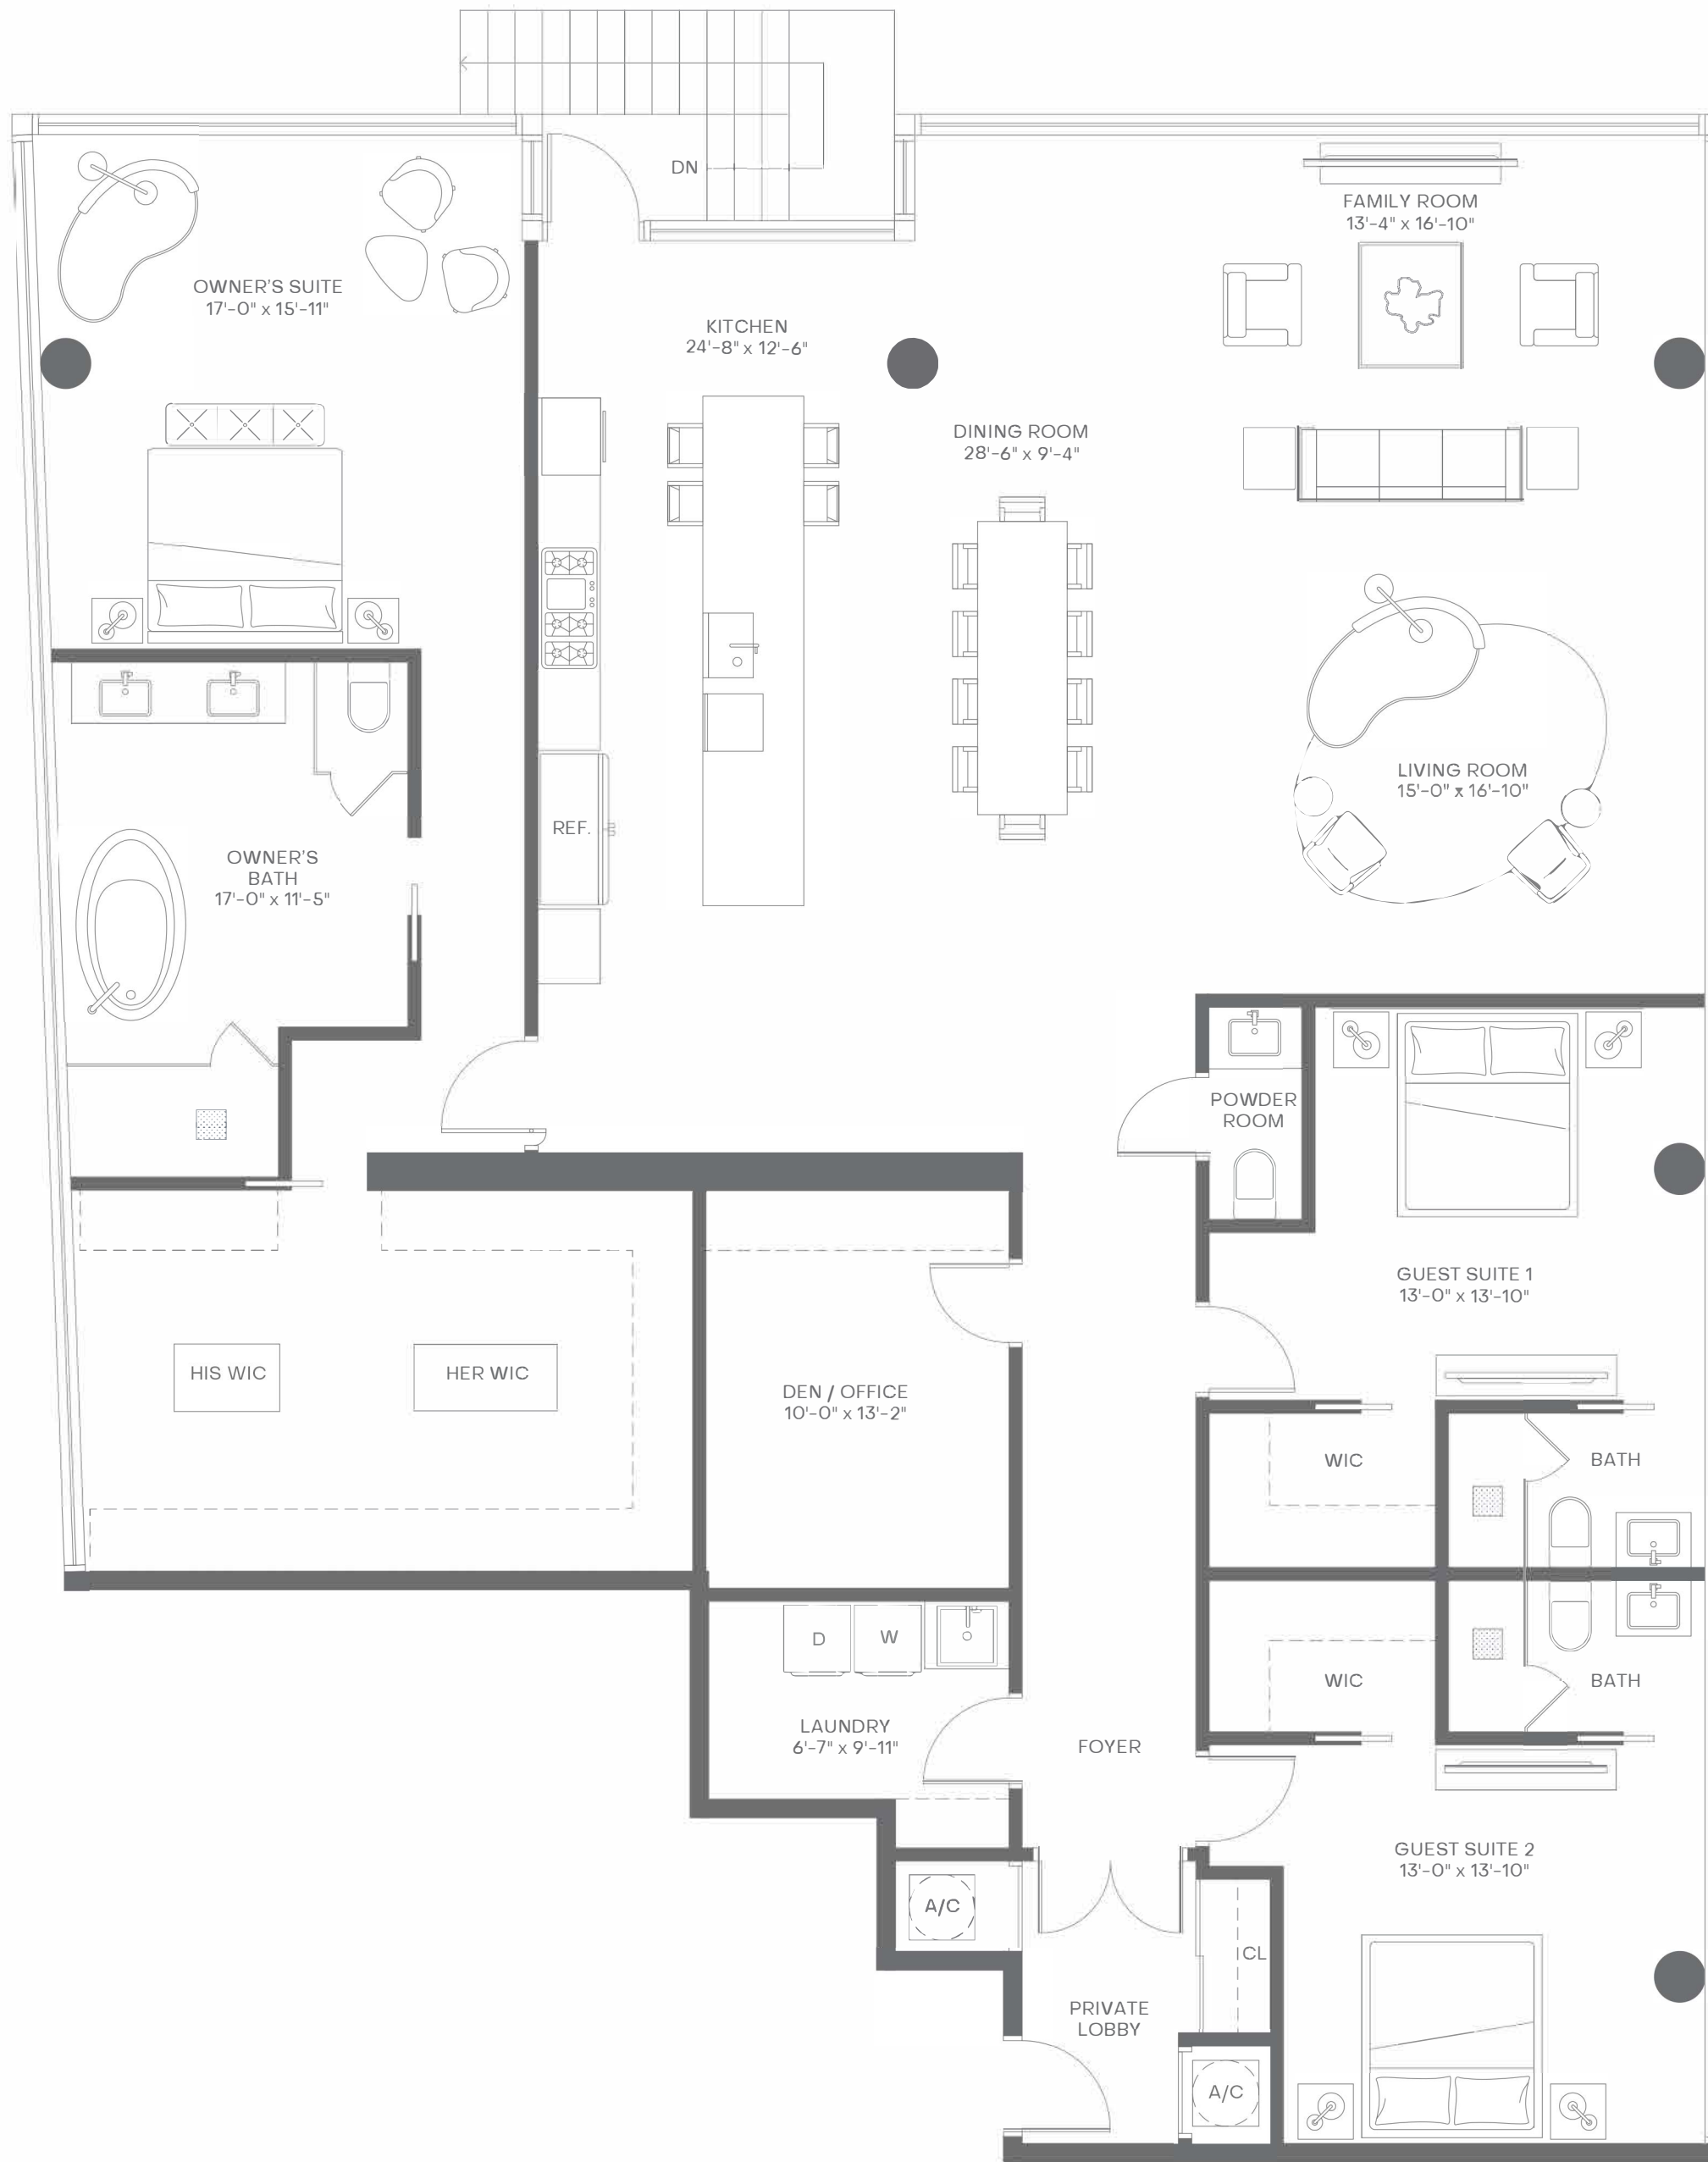 DN
FAMILY ROOM
13'-4" x 16'-10"
OWNER'S SUITE
17'-0" x 15'-11"
KITCHEN
24'-8" x 12'-6"
DINING ROOM
28'-6" x 9'-4"
LIVING ROOM
15'-0" x 16'-10"
REF.
OWNER'S
BATH
17'-0" x 11'-5"
POWDER
ROOM
GUEST SUITE 1
13'-0" x 13'-10"
HIS WIC
HER WIC
DEN / OFFICE
10'-0" x 13'-2"
WIC
BATH
D
W
WIC
BATH
LAUNDRY
6'-7" x 9'-11"
FOYER
GUEST SUITE 2
13'-0" x 13'-10"
A/C
CL
PRIVATE
LOBBY
A/C